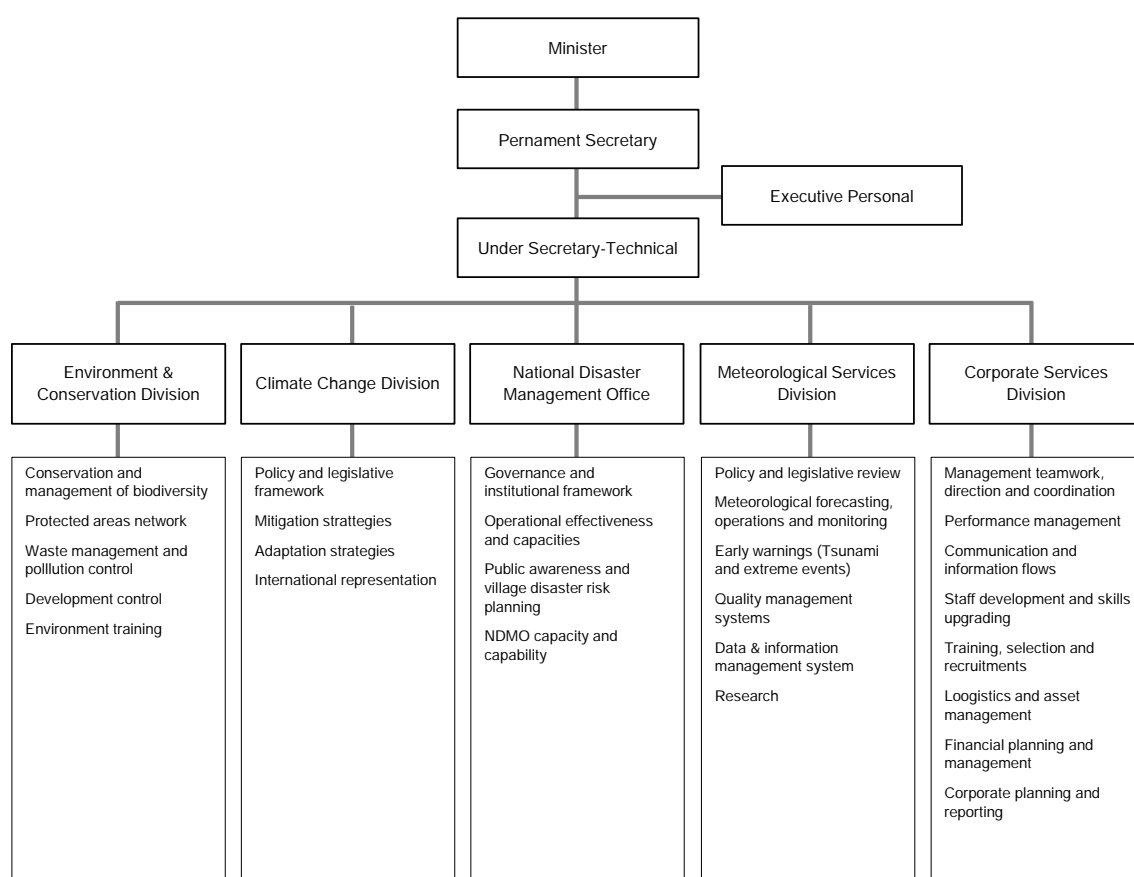 Minister
Pernament Secretary
Executive Personal
Under Secretary-Technical
Environment &
Conservation Division
Climate Change Division
National Disaster
Management Office
Meteorological Services
Division
Corporate Services
Division
Conservation and
management of biodiversity
Protected areas network
Waste management and
polllution control
Development control
Environment training
Policy and legislative
framework
Mitigation strattegies
Adaptation strategies
International representation
Governance and
institutional framework
Operational effectiveness
and capacities
Public awareness and
village disaster risk
planning
NDMO capacity and
capability
Policy and legislative review
Meteorological forecasting,
operations and monitoring
Early warnings (Tsunami
and extreme events)
Quality management
systems
Data & information
management system
Research
Management teamwork,
direction and coordination
Performance management
Communication and
information flows
Staff development and skills
upgrading
Training, selection and
recruitments
Loogistics and asset
management
Financial planning and
management
Corporate planning and
reporting